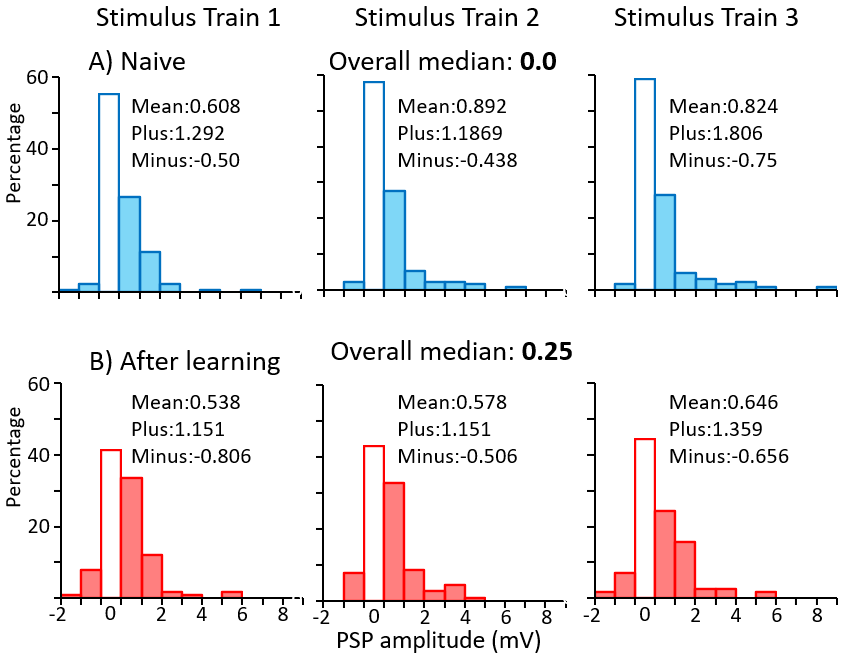 Stimulus Train 1 Stimulus Train 2 Stimulus Train 3
A) Naive Overall median: 0.0
Percentage
60
40
20
Mean:0.608
Plus:1.292
Minus:-0.50
Mean:0.892
Plus:1.1869
Minus:-0.438
Mean:0.824
Plus:1.806
Minus:-0.75
B) After learning Overall median: 0.25
Percentage
60
40
20
Mean:0.538
Plus:1.151
Minus:-0.806
Mean:0.578
Plus:1.151
Minus:-0.506
Mean:0.646
Plus:1.359
Minus:-0.656
-2 0 2 4 6 8 -2 0 2 4 6 8 -2 0 2 4 6 8
PSP amplitude (mV)